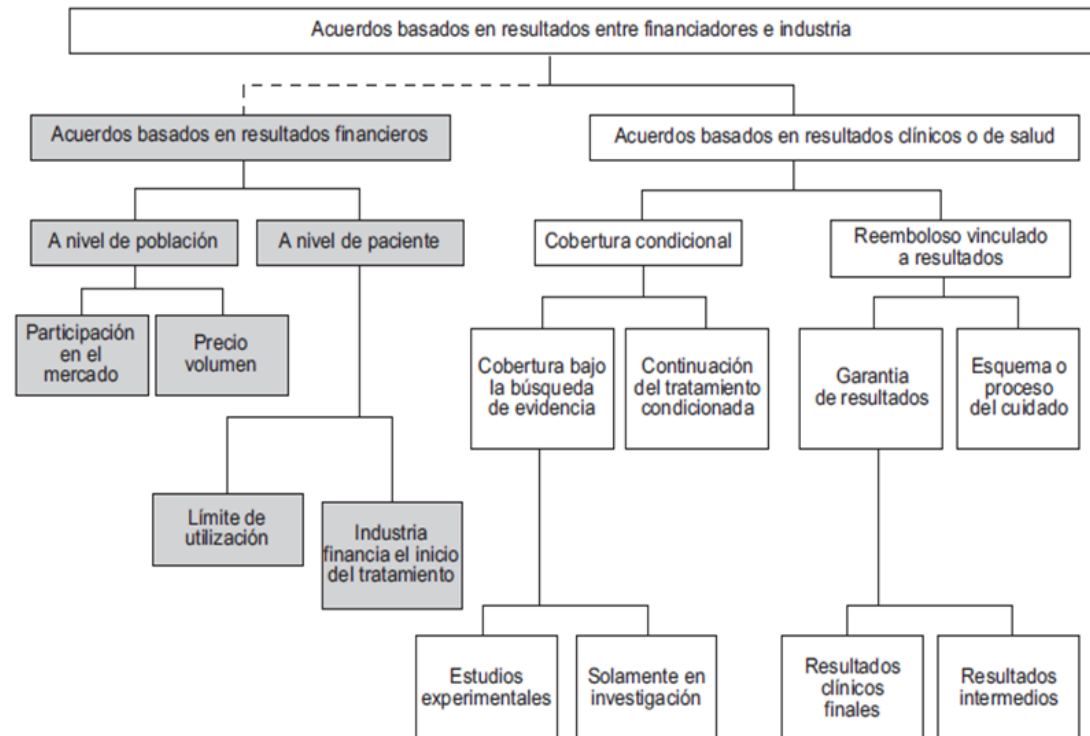 Acuerdos basados en resultados entre financiadores e industria
Acuerdos basados en resultados financieros
Acuerdos basados en resultados clínicos o de salud
A nivel de población
A nivel de paciente
Cobertura condicional
Reemboloso vinculado
a resultados
Participación
en el
mercado
Precio
volumen
Cobertura bajo
la búsqueda
de evidencia
Continuación
del tratamiento
condicionada
Garantia
de resultados
Esquema o
proceso
del cuidado
Límite de
utilización
Industria
financia el inicio
del tratamiento
Estudios
experimentales
Solamente en
investigación
Resultados
clínicos
finales
Resultados
intermedios